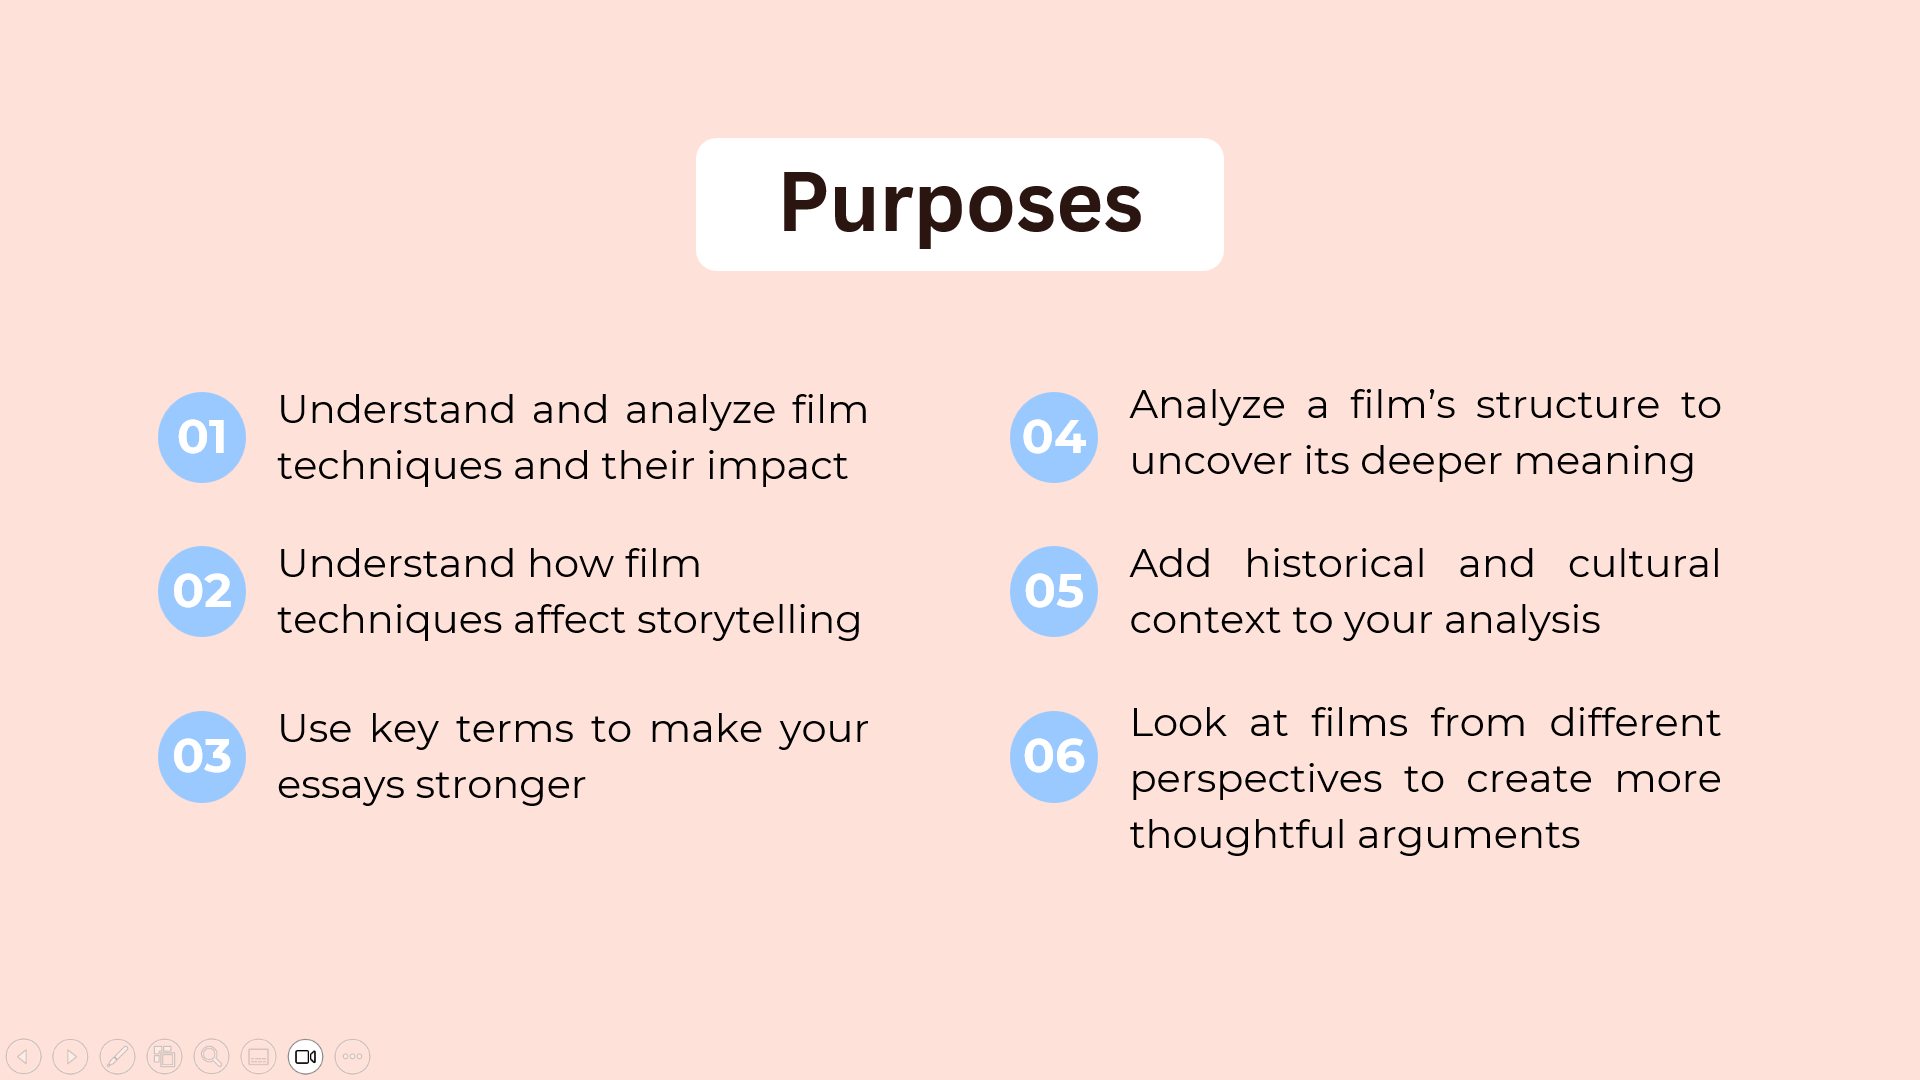 Purposes
01
Understand and analyze film
techniques and their impact
02
Understand how film
techniques affect storytelling
03
Use key terms to make your
essays stronger
04
Analyze a film’s structure to
uncover its deeper meaning
05
Add historical and cultural
context to your analysis
06
Look at films from different
perspectives to create more
thoughtful arguments